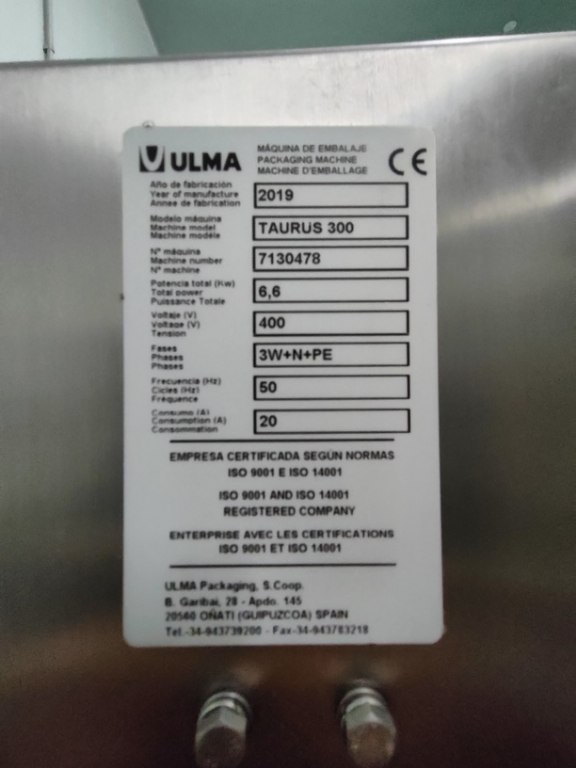 ULMA
MÁQUINA DE EMBALAJE
PACKAGING MACHINE
MACHINE D'EMBALLAGE
CE
Año de fabricación
Year of manufacture
Annee de fabrication
2019
Modelo máquina
Machine model
Machine modèle
TAURUS 300
Nº máquina
Machine number
Nº machine
7130478
Potencia total (Kw)
Total power
Puissance Totale
6,6
Voltaje (V)
Voltage (V)
Tension
400
Fases
Phases
Phases
3W+N+PE
Frecuencia (Hz)
Cicles (Hz)
Fréquence
50
Consumo (A)
Consumption (A)
Consommation
20
EMPRESA CERTIFICADA SEGÚN NORMAS
ISO 9001 E ISO 14001
ISO 9001 AND ISO 14001
REGISTERED COMPANY
ENTERPRISE AVEC LES CERTIFICATIONS
ISO 9001 ET ISO 14001
ULMA Packaging, S.Coop.
B. Garibai, 28 - Apdo. 145
20560 OÑATI (GUIPUZCOA) SPAIN
Tel.-34-943739200 - Fax-34-943783218